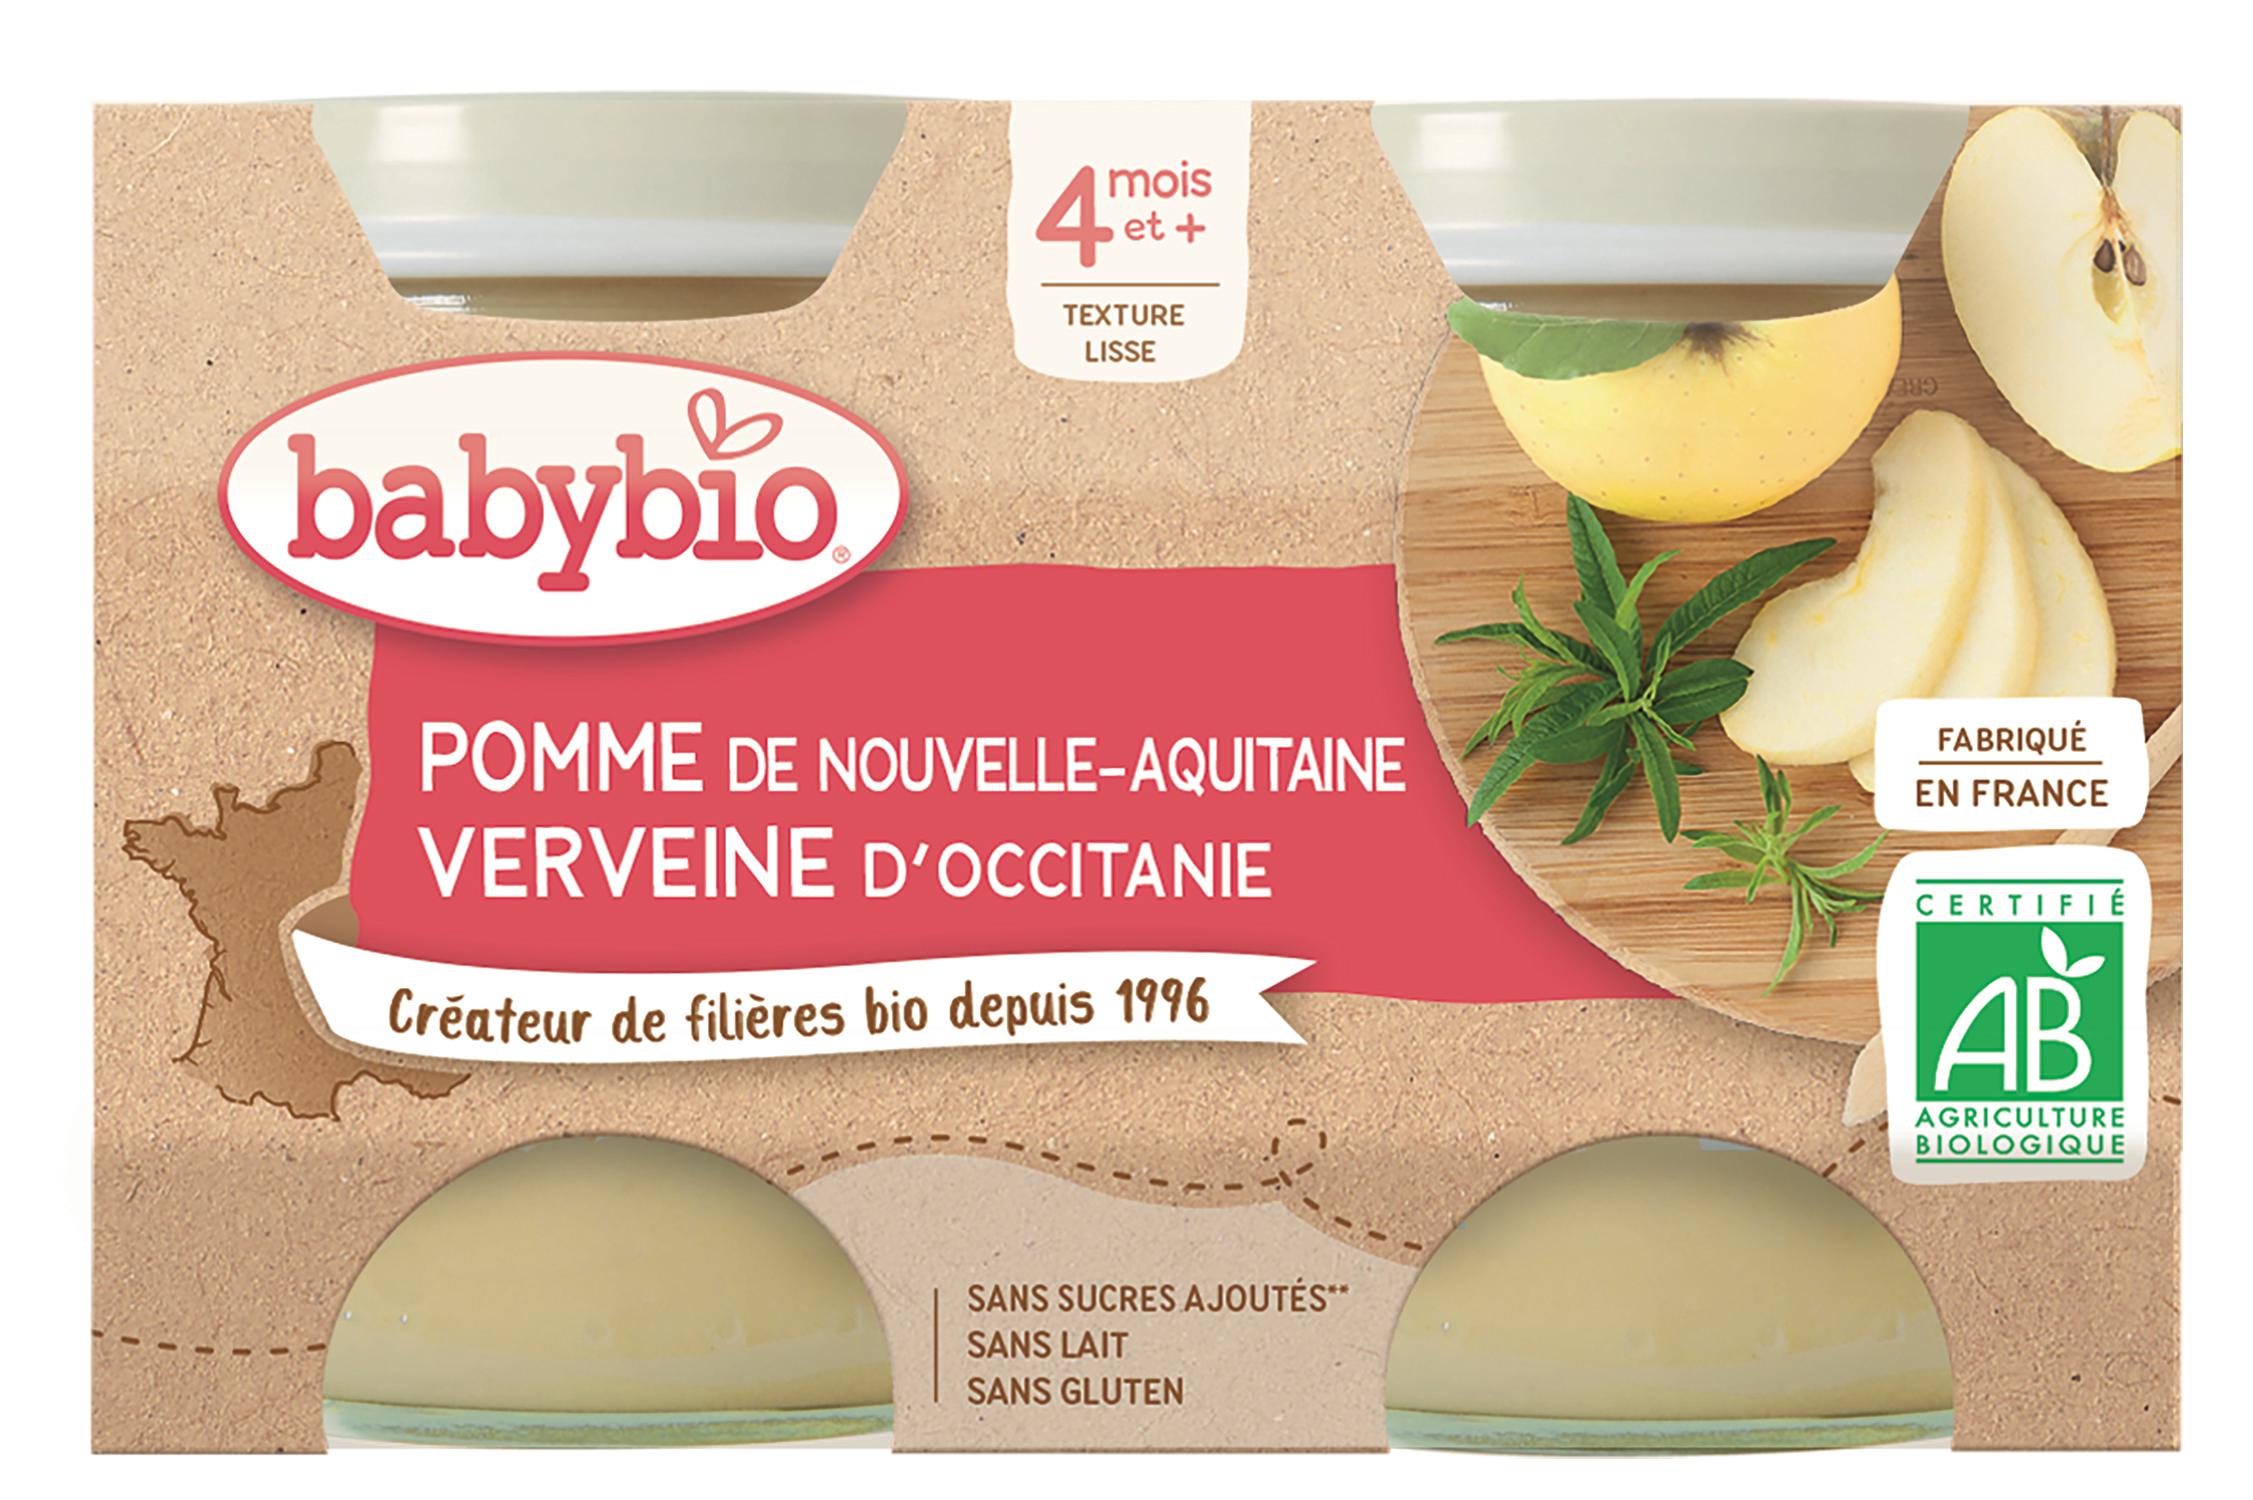 4 mois
et +
TEXTURE
LISSE
babybio®
POMME DE NOUVELLE-AQUITAINE
VERVEINE D'OCCITANIE
Créateur de filières bio depuis 1996
FABRIQUÉ
EN FRANCE
CERTIFIÉ
AB
AGRICULTURE
BIOLOGIQUE
SANS SUCRES AJOUTÉS**
SANS LAIT
SANS GLUTEN